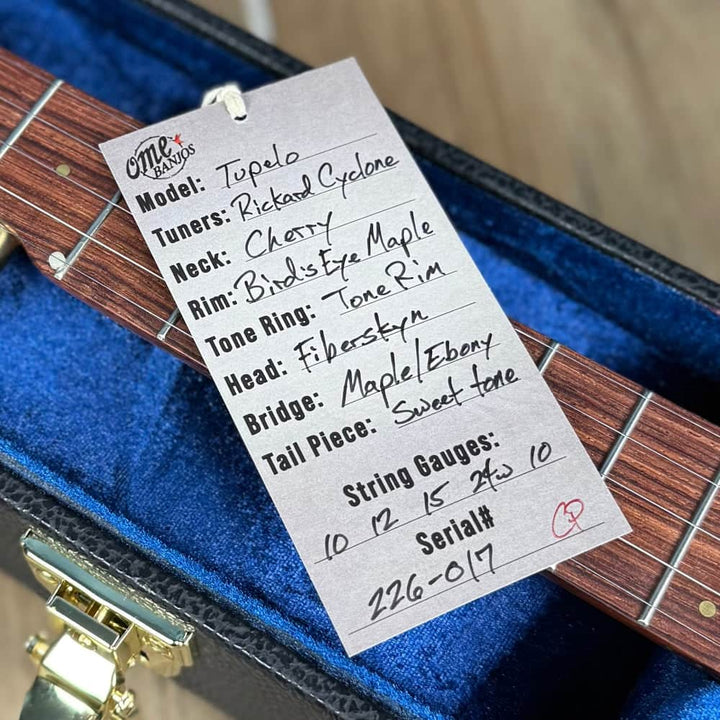 ome
BANJOS
Model: Tupelo
Tuners: Rickard Cyclone
Neck: Cherry
Rim: Bird's Eye Maple
Tone Ring: Tone Rim
Head: Fiberskyn
Bridge: Maple/Ebony
Tail Piece: Sweet tone
String Gauges:
10 12 15 24w 10
Serial#
226-017